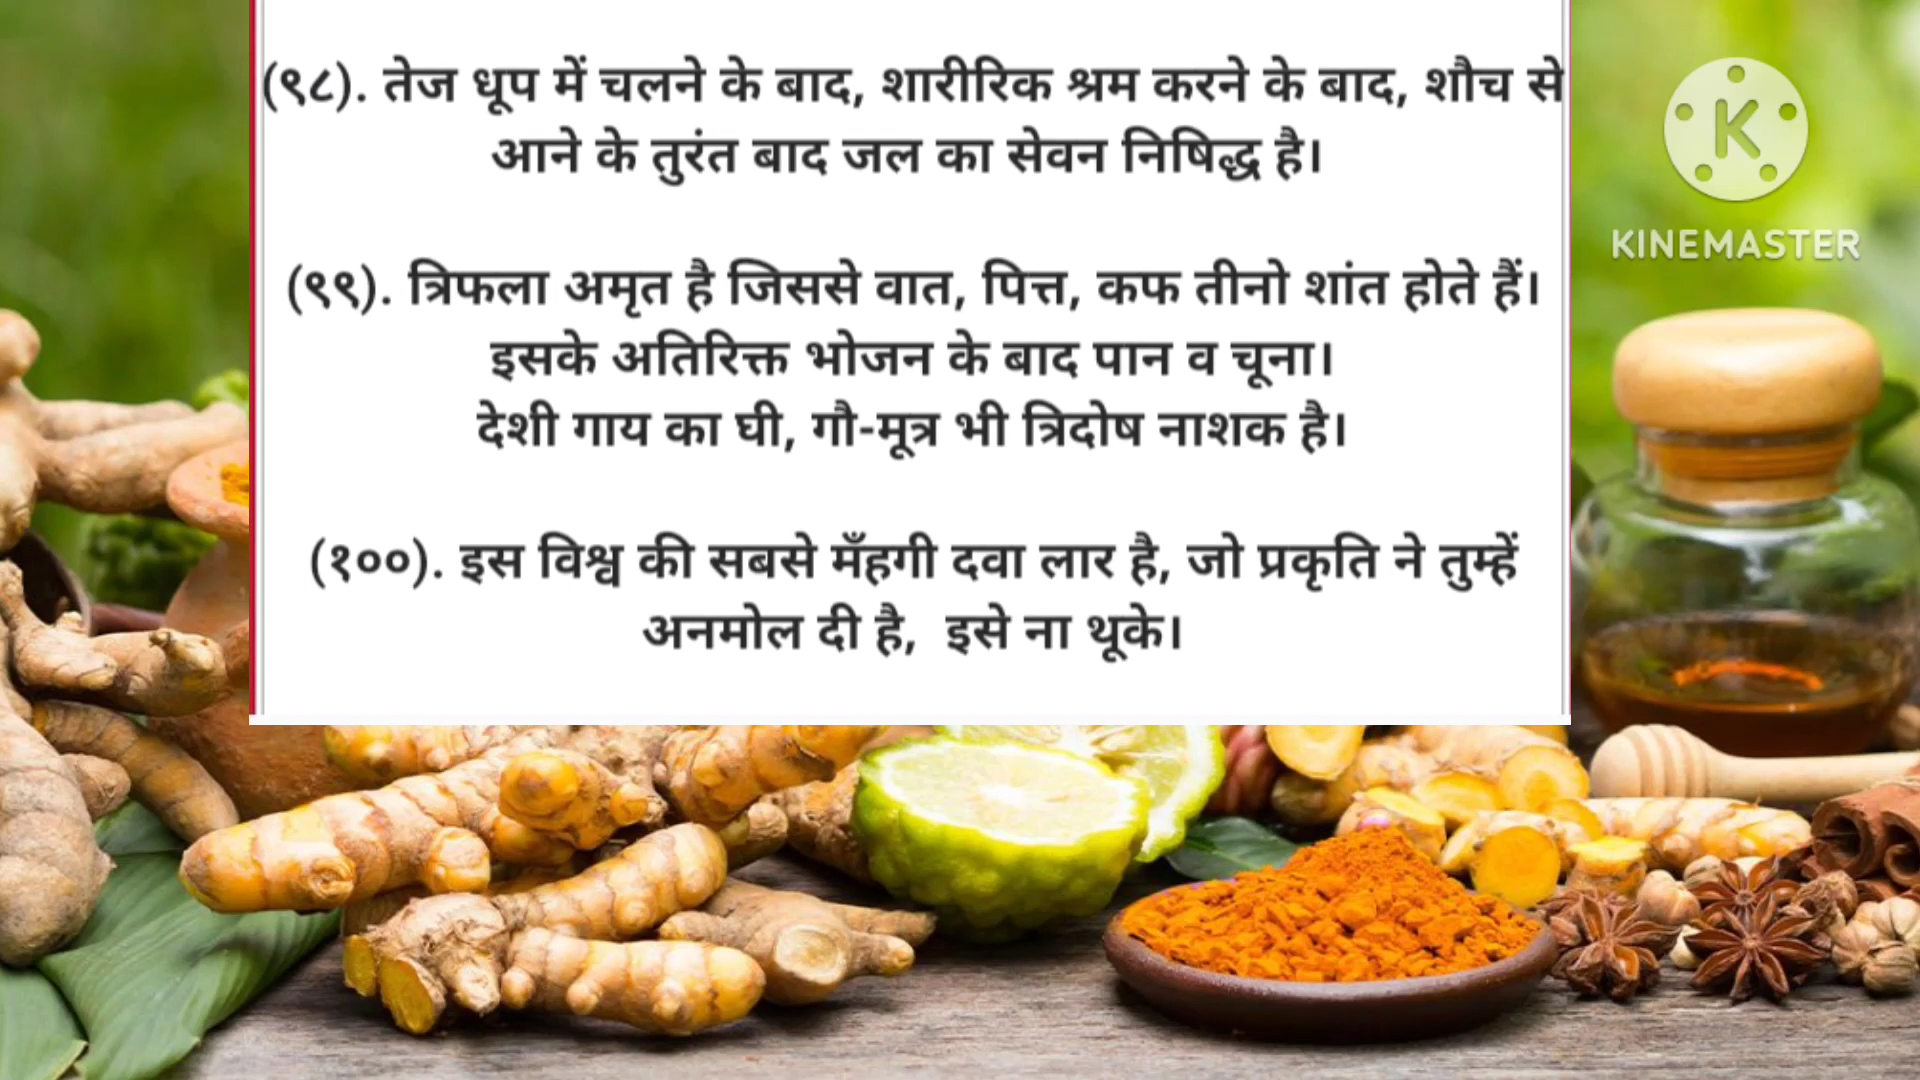 (९८). तेज धूप में चलने के बाद, शारीरिक श्रम करने के बाद, शौच से
आने के तुरंत बाद जल का सेवन निषिद्ध है।
(९९). त्रिफला अमृत है जिससे वात, पित्त, कफ तीनो शांत होते हैं।
इसके अतिरिक्त भोजन के बाद पान व चूना।
देशी गाय का घी, गौ-मूत्र भी त्रिदोष नाशक है।
(१००). इस विश्व की सबसे मँहगी दवा लार है, जो प्रकृति ने तुम्हें
अनमोल दी है, इसे ना थूके।
K
KINEMASTER